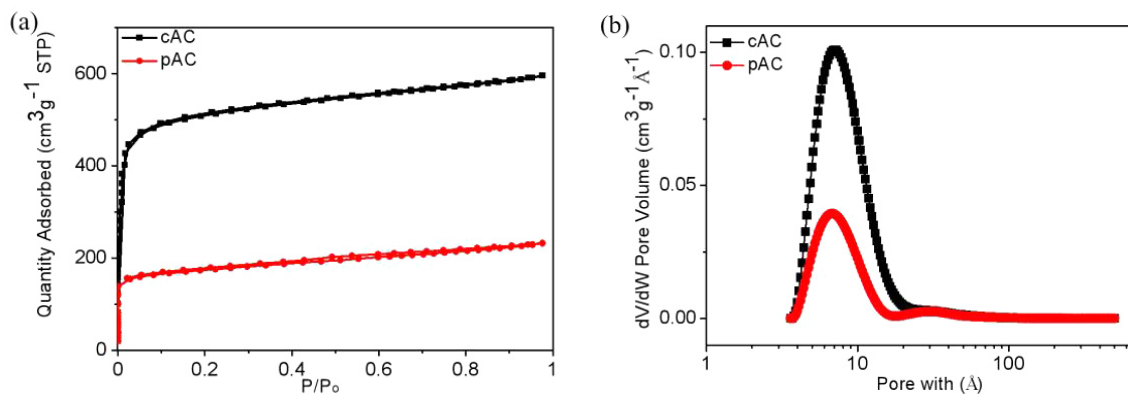 (a)
cAC
pAC
600
400
200
0
Quantity Adsorbed (cm3g-1 STP)
0
0.2
0.4
0.6
0.8
1
P/Po
(b)
cAC
pAC
0.10
0.05
0.00
dV/dW Pore Volume (cm3g-1Å-1)
1
10
100
Pore with (Å)